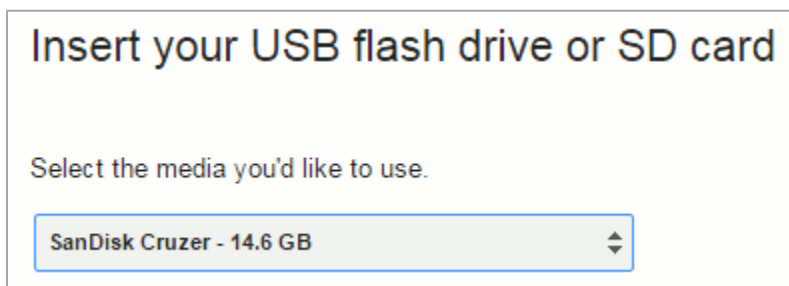 Insert your USB flash drive or SD card
Select the media you'd like to use.
SanDisk Cruzer - 14.6 GB